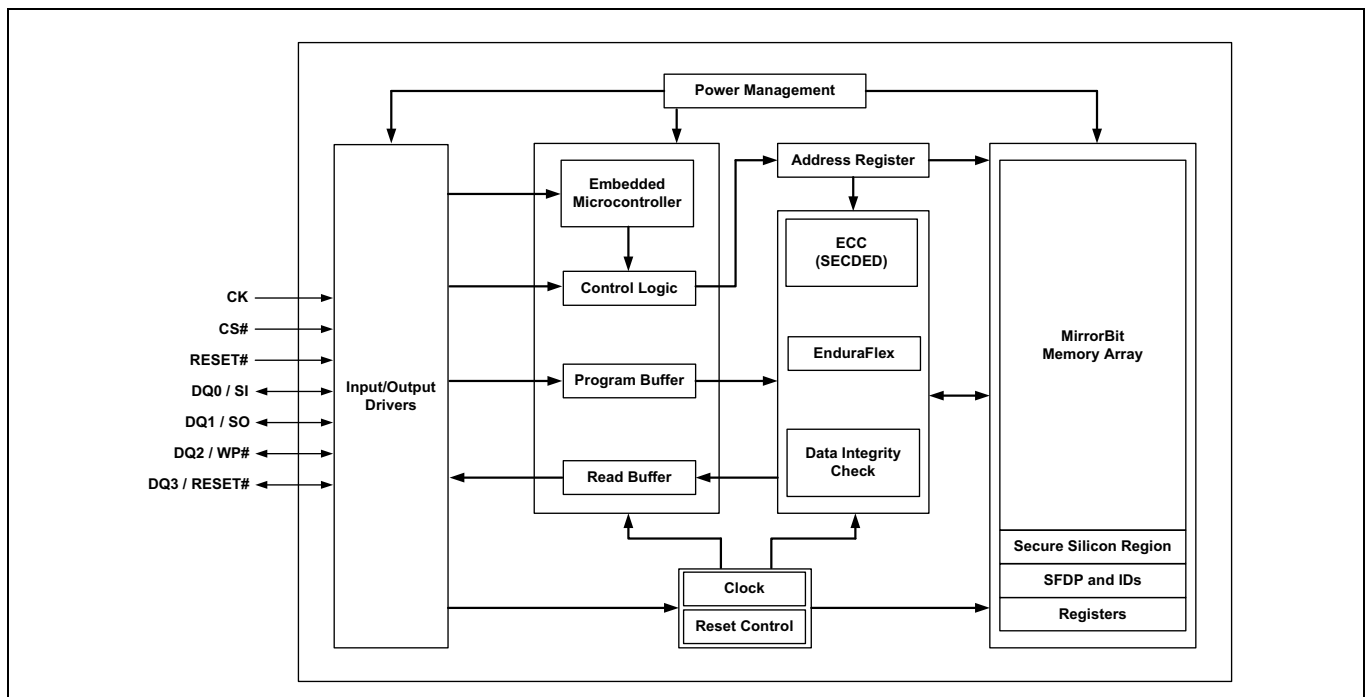 Power Management
Address Register
Embedded
Microcontroller
ECC
(SECDED)
Control Logic
CK
CS#
RESET#
DQ0 / SI
DQ1 / SO
DQ2 / WP#
DQ3 / RESET#
Input/Output
Drivers
EnduraFlex
MirrorBit
Memory Array
Program Buffer
Data Integrity
Check
Read Buffer
Secure Silicon Region
SFDP and IDs
Registers
Clock
Reset Control